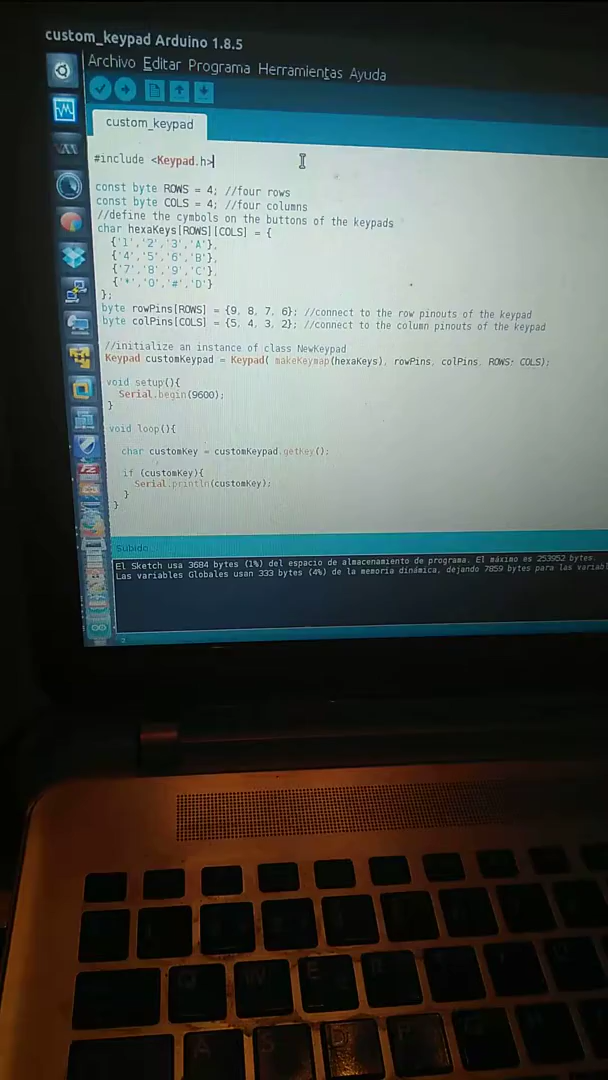 custom_keypad Arduino 1.8.5
Archivo Editar Programa Herramientas Ayuda
custom_keypad
#include <Keypad.h>
const byte ROWS = 4; //four rows
const byte COLS = 4; //four columns
//define the cymbols on the buttons of the keypads
char hexaKeys[ROWS][COLS] = {
{'1','2','3','A'},
{'4','5','6','B'},
{'7','8','9','C'},
{'*','0','#','D'}
};
byte rowPins[ROWS] = {9, 8, 7, 6}; //connect to the row pinouts of the keypad
byte colPins[COLS] = {5, 4, 3, 2}; //connect to the column pinouts of the keypad
//initialize an instance of class NewKeypad
Keypad customKeypad = Keypad( makeKeymap(hexaKeys), rowPins, colPins, ROWS, COLS);
void setup(){
Serial.begin(9600);
}
void loop(){
char customKey = customKeypad.getKey();
if (customKey){
Serial.println(customKey);
}
}
Subido
El Sketch usa 3684 bytes (1%) del espacio de almacenamiento de programa. El máximo es 253952 bytes.
Las variables Globales usan 333 bytes (4%) de la memoria dinámica, dejando 7859 bytes para las variabl
2